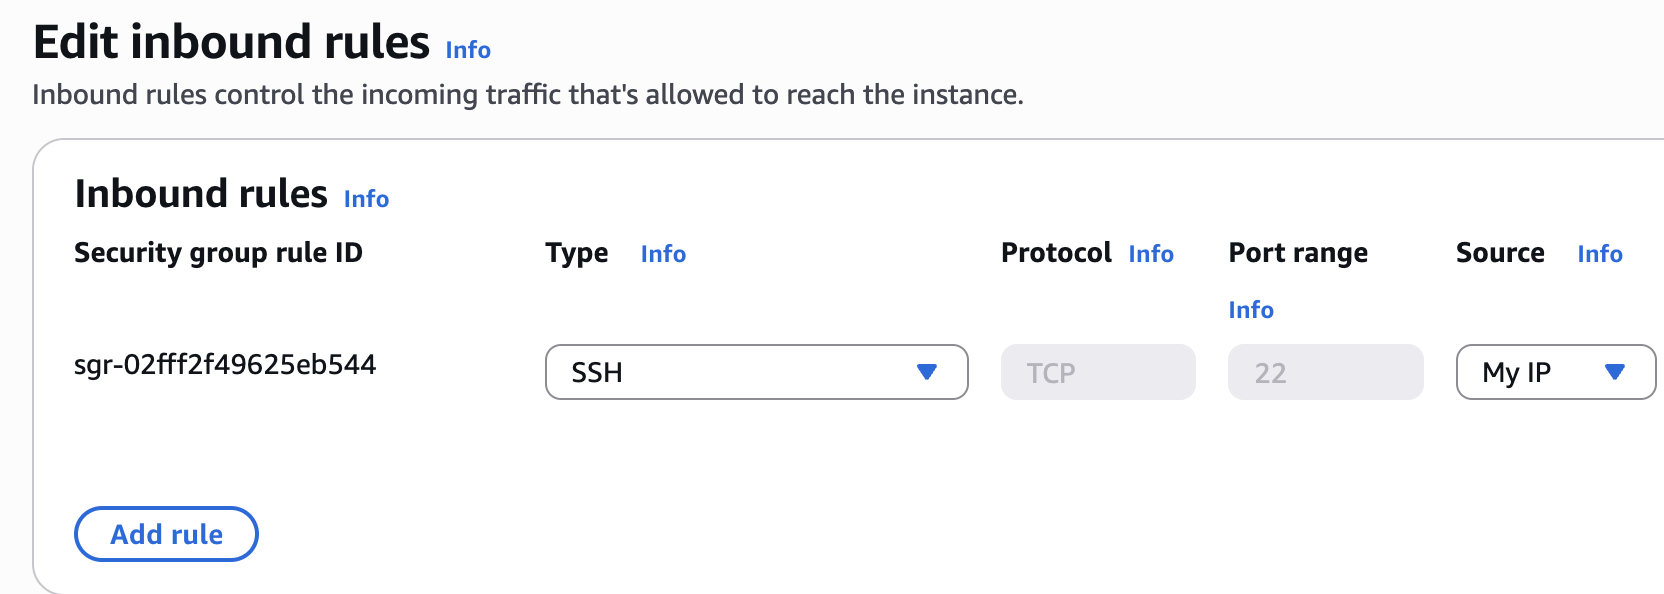 Edit inbound rules Info
Inbound rules control the incoming traffic that's allowed to reach the instance.
Inbound rules Info
Security group rule ID Type Info Protocol Info Port range Info Source Info
sgr-02fff2f49625eb544 SSH TCP 22 My IP
Add rule